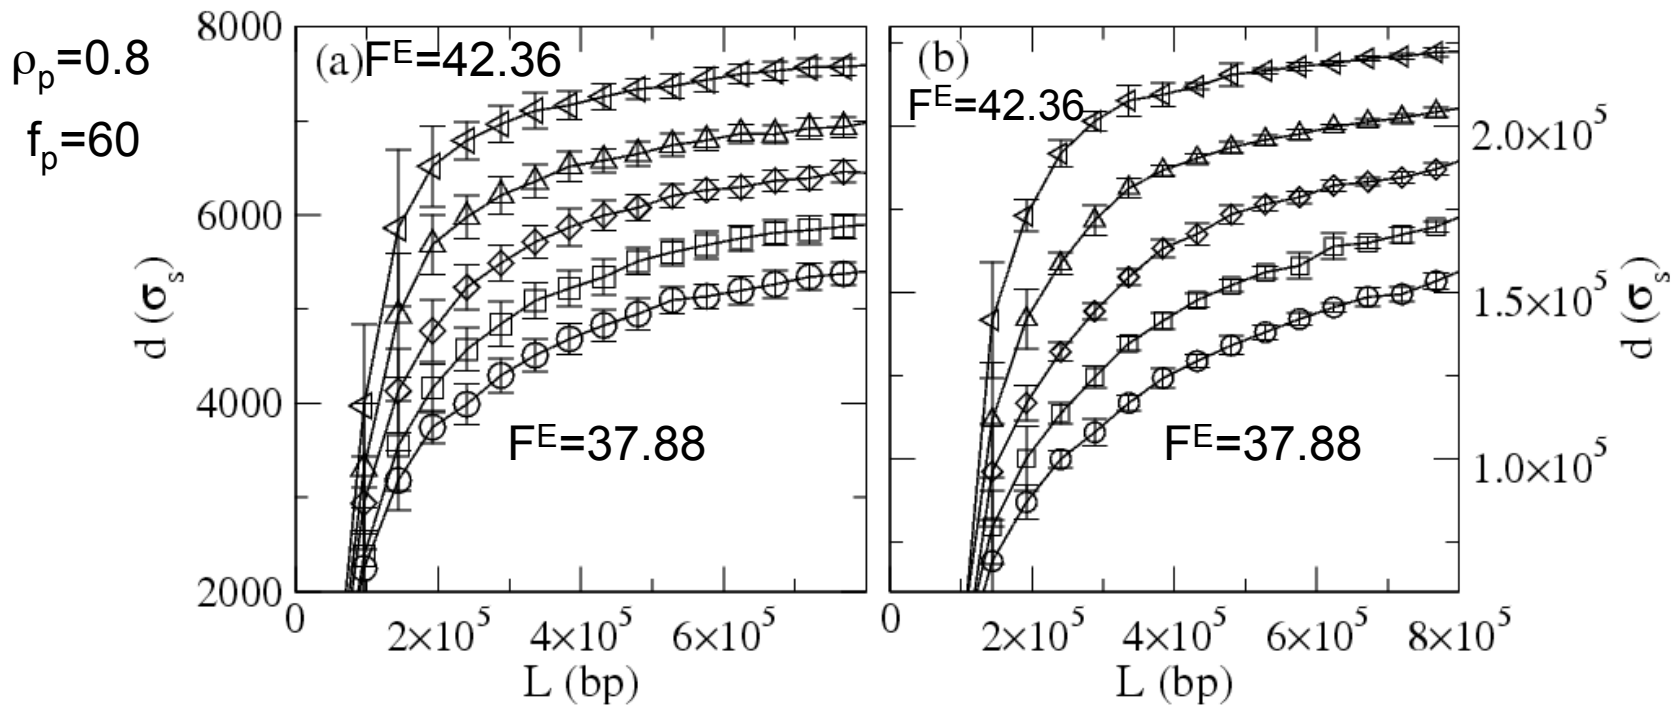 ρp=0.8
fp=60
(a)
FE=42.36
FE=37.88
8000
6000
4000
2000
d (σs)
0
2×10^5
4×10^5
6×10^5
L (bp)
(b)
FE=42.36
FE=37.88
2.0×10^5
1.5×10^5
1.0×10^5
d (σs)
0
2×10^5
4×10^5
6×10^5
8×10^5
L (bp)